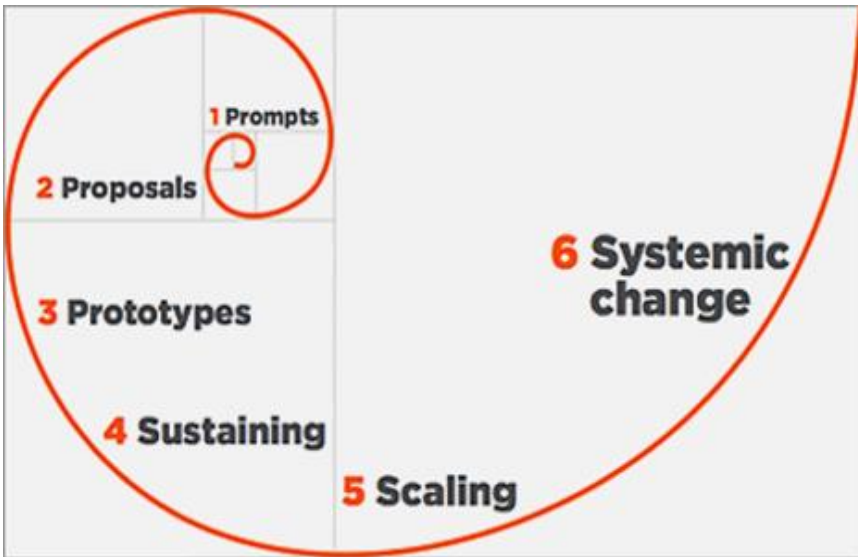 1 Prompts
2 Proposals
3 Prototypes
4 Sustaining
5 Scaling
6 Systemic
change